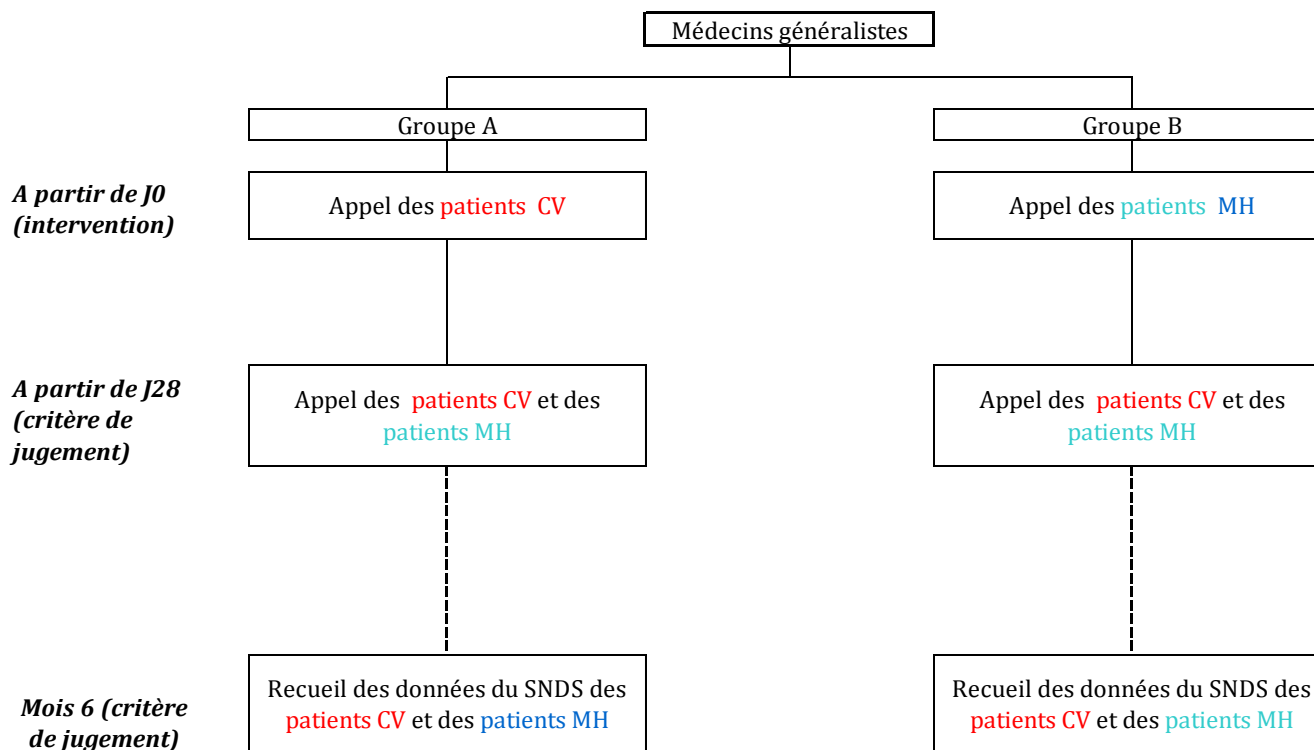 Médecins généralistes
Groupe A
Groupe B
A partir de J0
(intervention)
Appel des patients CV
Appel des patients MH
A partir de J28
(critère de
jugement)
Appel des patients CV et des
patients MH
Appel des patients CV et des
patients MH
Mois 6 (critère
de jugement)
Recueil des données du SNDS des
patients CV et des patients MH
Recueil des données du SNDS des
patients CV et des patients MH